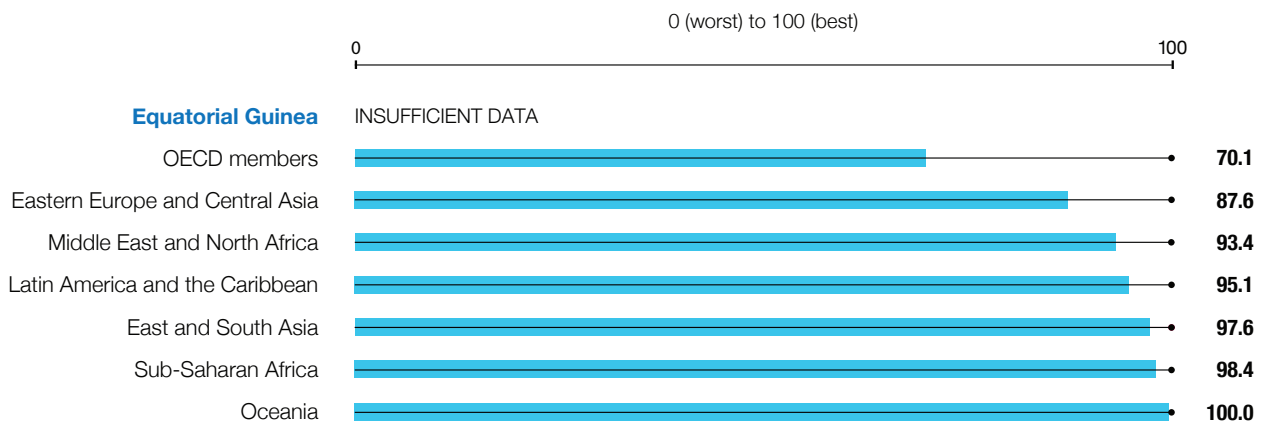 0 (worst) to 100 (best)
0 100
Equatorial Guinea INSUFFICIENT DATA
OECD members 70.1
Eastern Europe and Central Asia 87.6
Middle East and North Africa 93.4
Latin America and the Caribbean 95.1
East and South Asia 97.6
Sub-Saharan Africa 98.4
Oceania 100.0